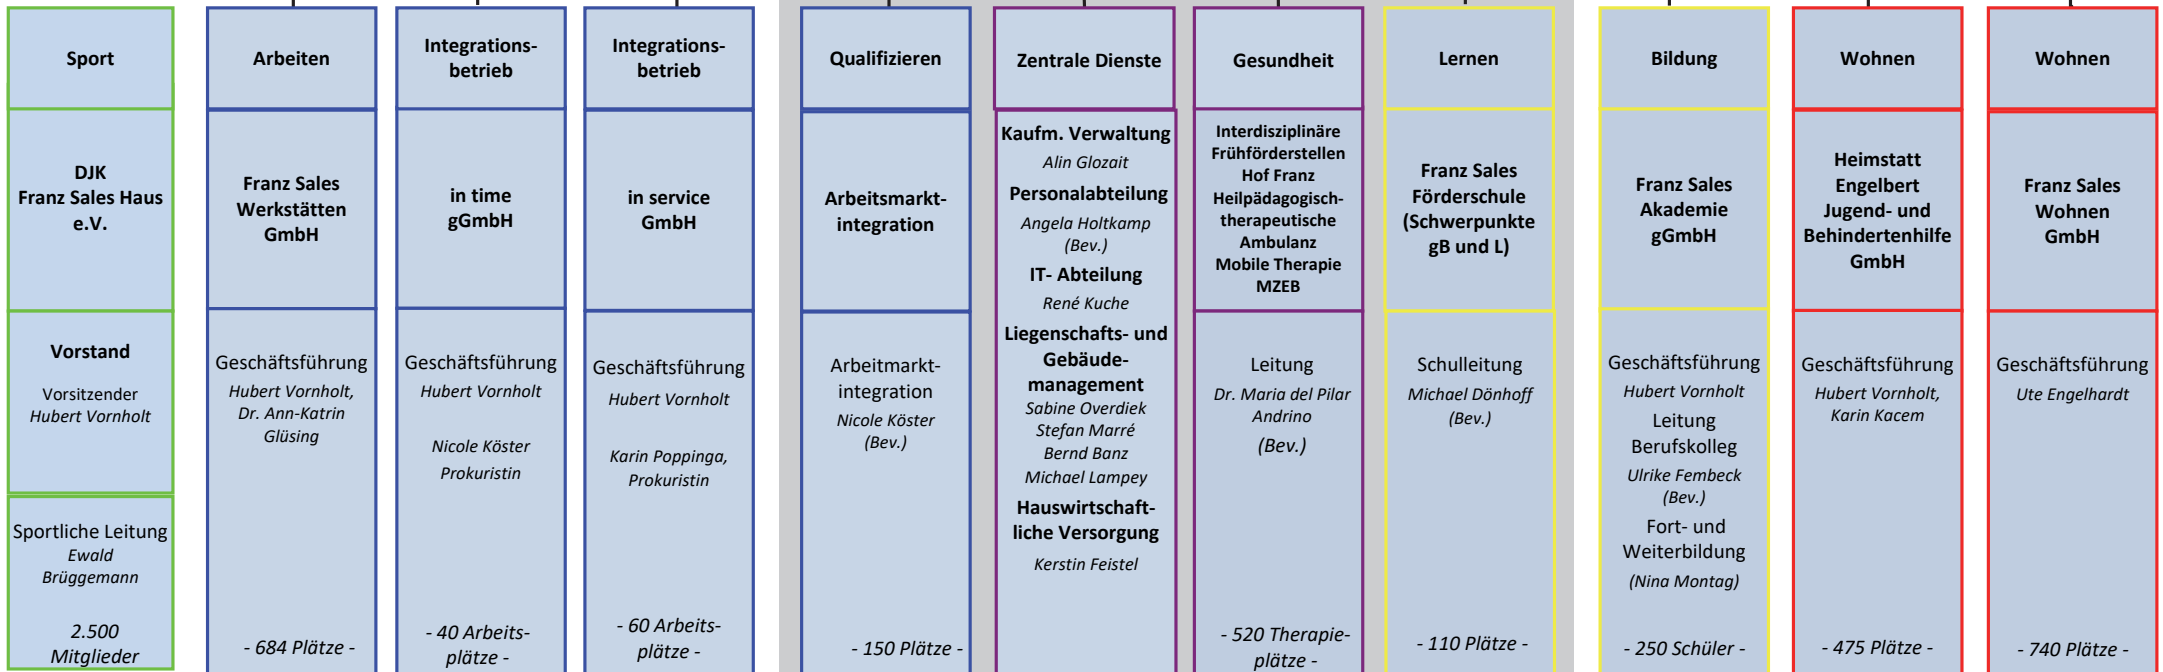 Sport
DJK
Franz Sales Haus
e.V.
Vorstand
Vorsitzender
Hubert Vornholt
Sportliche Leitung
Ewald
Brüggemann
2.500
Mitglieder
Arbeiten
Franz Sales
Werkstätten
GmbH
Geschäftsführung
Hubert Vornholt,
Dr. Ann-Katrin
Glüsing
- 684 Plätze -
Integrations-
betrieb
in time
gGmbH
Geschäftsführung
Hubert Vornholt
Nicole Köster
Prokuristin
- 40 Arbeits-
plätze -
Integrations-
betrieb
in service
GmbH
Geschäftsführung
Hubert Vornholt
Karin Poppinga,
Prokuristin
- 60 Arbeits-
plätze -
Qualifizieren
Arbeitsmarkt-
integration
Arbeitmarkt-
integration
Nicole Köster
(Bev.)
- 150 Plätze -
Zentrale Dienste
Kaufm. Verwaltung
Alin Glozait
Personalabteilung
Angela Holtkamp
(Bev.)
IT- Abteilung
René Kuche
Liegenschafts- und
Gebäude-
management
Sabine Overdiek
Stefan Marré
Bernd Banz
Michael Lampey
Hauswirtschaft-
liche Versorgung
Kerstin Feistel
Gesundheit
Interdisziplinäre
Frühförderstellen
Hof Franz
Heilpädagogisch-
therapeutische
Ambulanz
Mobile Therapie
MZEB
Leitung
Dr. Maria del Pilar
Andrino
(Bev.)
- 520 Therapie-
plätze -
Lernen
Franz Sales
Förderschule
(Schwerpunkte
gB und L)
Schulleitung
Michael Dönhoff
(Bev.)
- 110 Plätze -
Bildung
Franz Sales
Akademie
gGmbH
Geschäftsführung
Hubert Vornholt
Leitung
Berufskolleg
Ulrike Fembeck
(Bev.)
Fort- und
Weiterbildung
(Nina Montag)
- 250 Schüler -
Wohnen
Heimstatt
Engelbert
Jugend- und
Behindertenhilfe
GmbH
Geschäftsführung
Hubert Vornholt,
Karin Kacem
- 475 Plätze -
Wohnen
Franz Sales
Wohnen
GmbH
Geschäftsführung
Ute Engelhardt
- 740 Plätze -